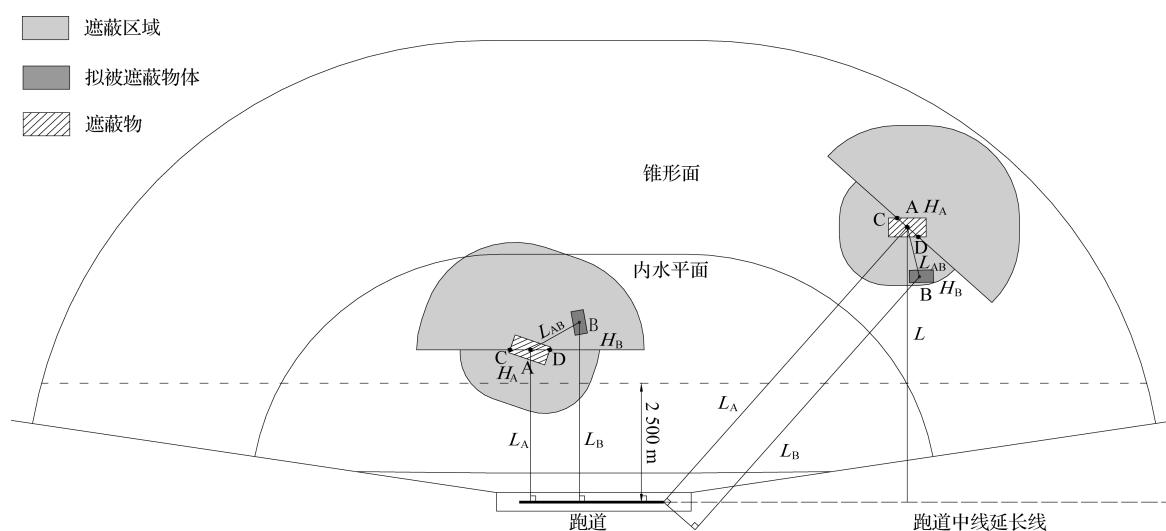 遮蔽区域
拟被遮蔽物体
遮蔽物
锥形面
A H_A
C
D
L_AB
B H_B
内水平面
L_AB B
H_B
C A D
H_A
L
L_A
2 500 m
L_A L_B
L_B
跑道
跑道中线延长线